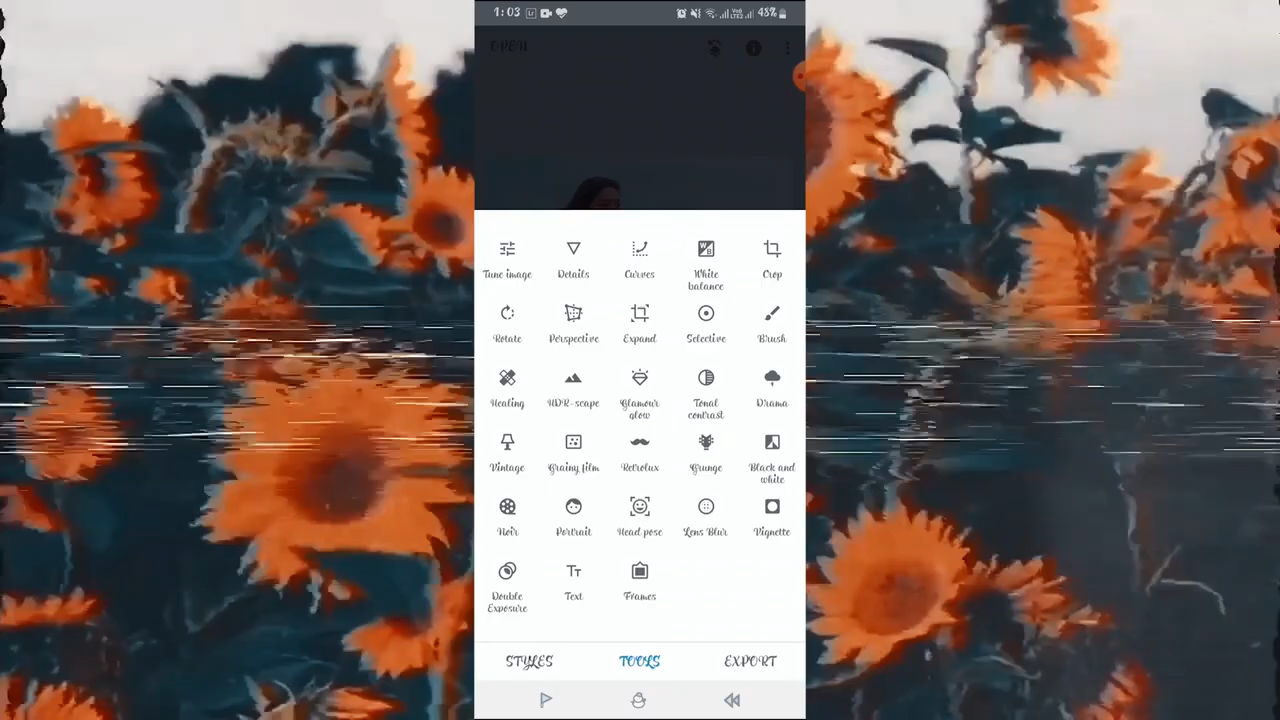 1:03 48%
OPEN
Tune image Details Curves White balance Crop
Rotate Perspective Expand Selective Brush
Healing HDR-scape Glamour glow Tonal contrast Drama
Vintage Grainy film Retrolux Grunge Black and white
Noir Portrait Head pose Lens Blur Vignette
Double Exposure Text Frames
STYLES TOOLS EXPORT